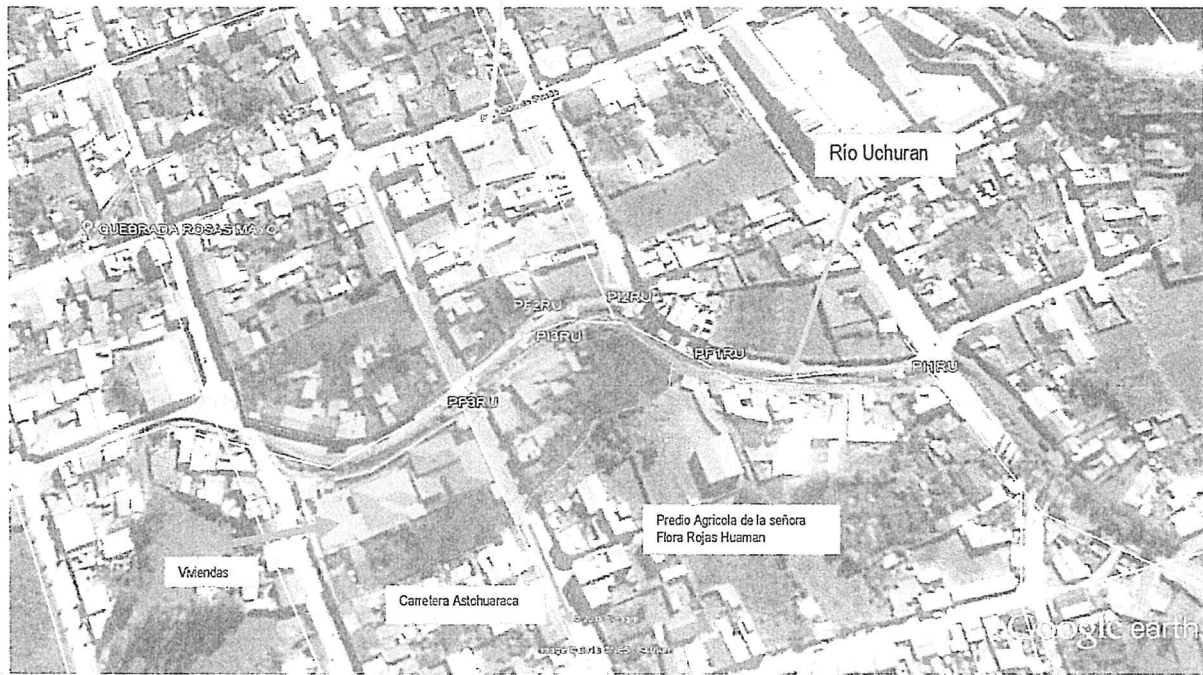 Río Uchuran
QUEBRADA ROSAS MAYO
PF2RU
PI2RU
PI3RU
PF1RU
PI1RU
PF3RU
Predio Agricola de la señora
Flora Rojas Huaman
Viviendas
Carretera Astohuaraca
Google earth